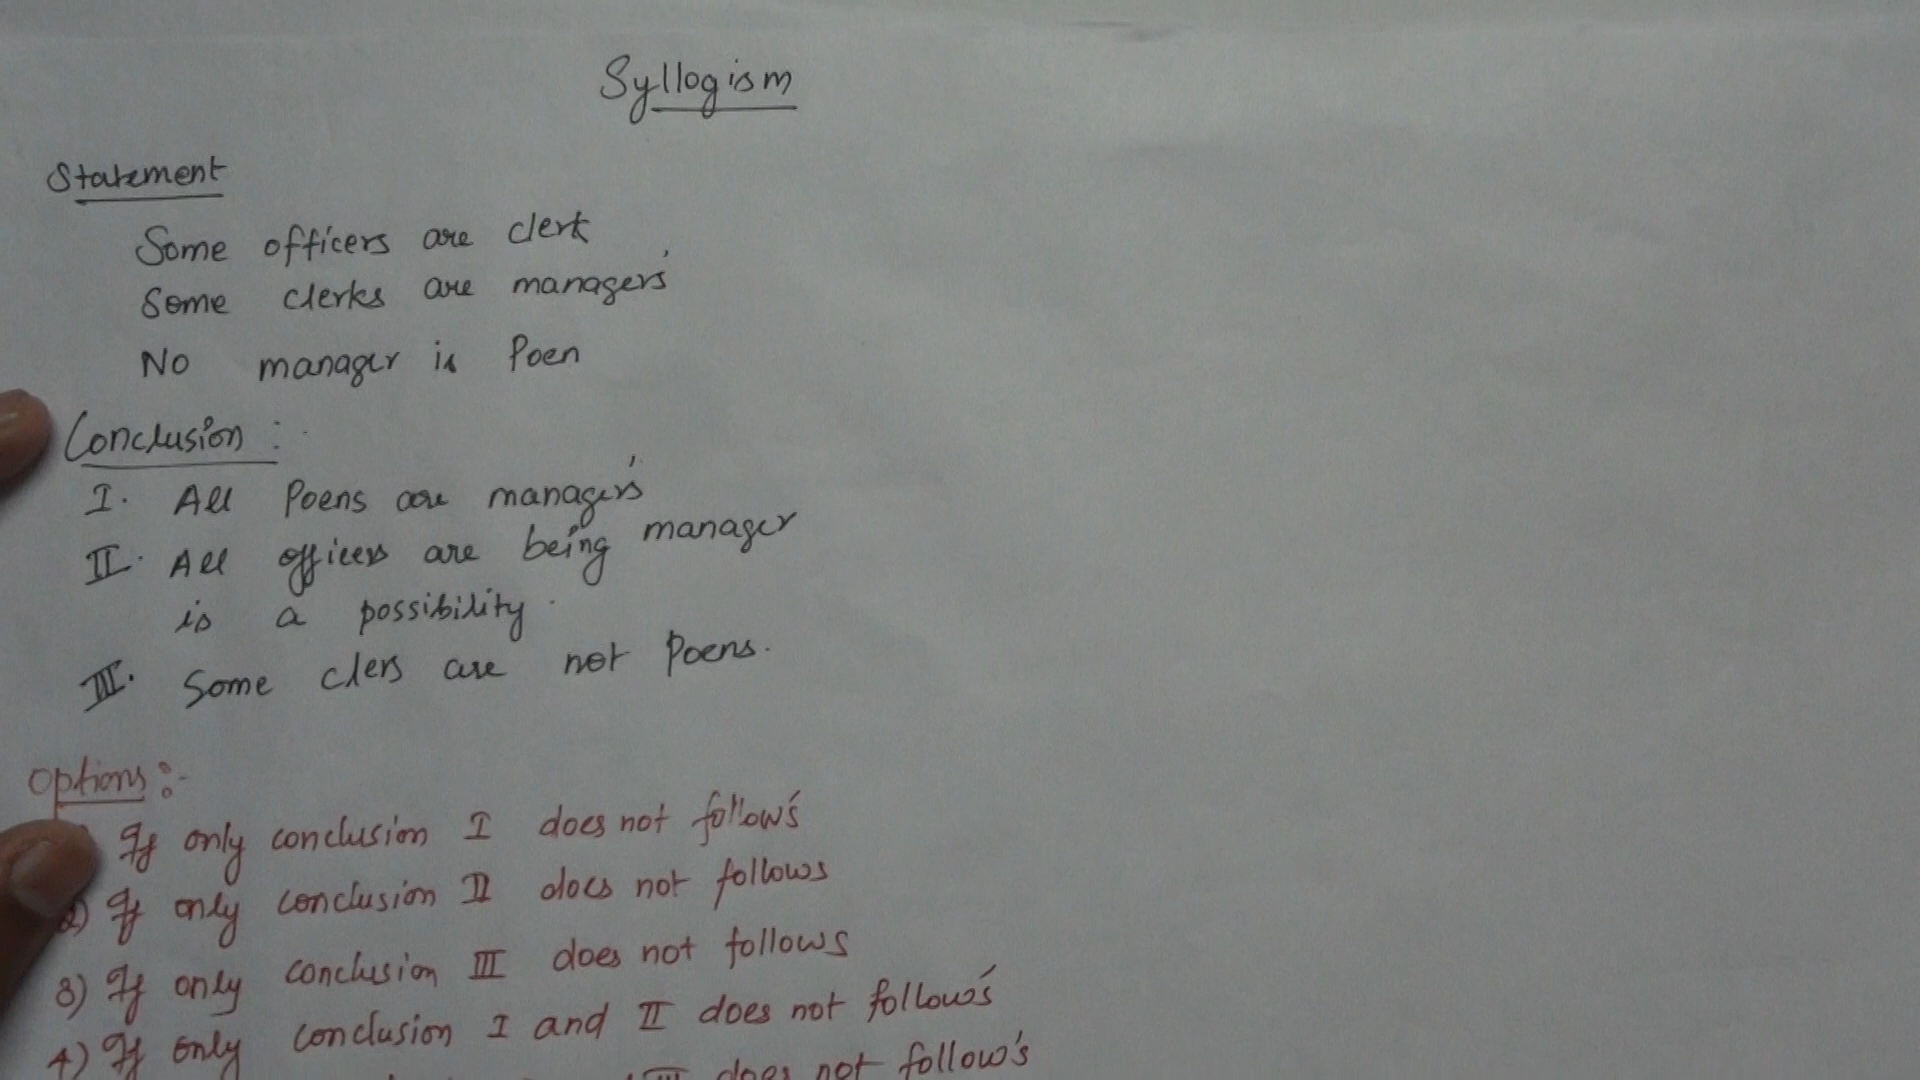 Syllogism
Statement
Some officers are clerk
Some clerks are managers
No manager is Poen
Conclusion :
I. All Poens are managers
II. All officers are being manager
is a possibility.
III. Some clers are not Poens.
Options :-
If only conclusion I does not follows
2) If only conclusion II does not follows
3) If only conclusion III does not follows
4) If only conclusion I and II does not follows
III does not follows